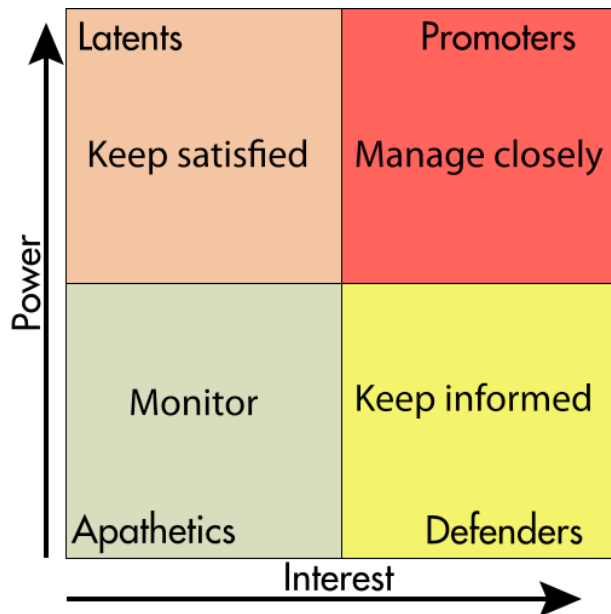 Latents
Promoters
Keep satisfied
Manage closely
Power
Monitor
Keep informed
Apathetics
Defenders
Interest